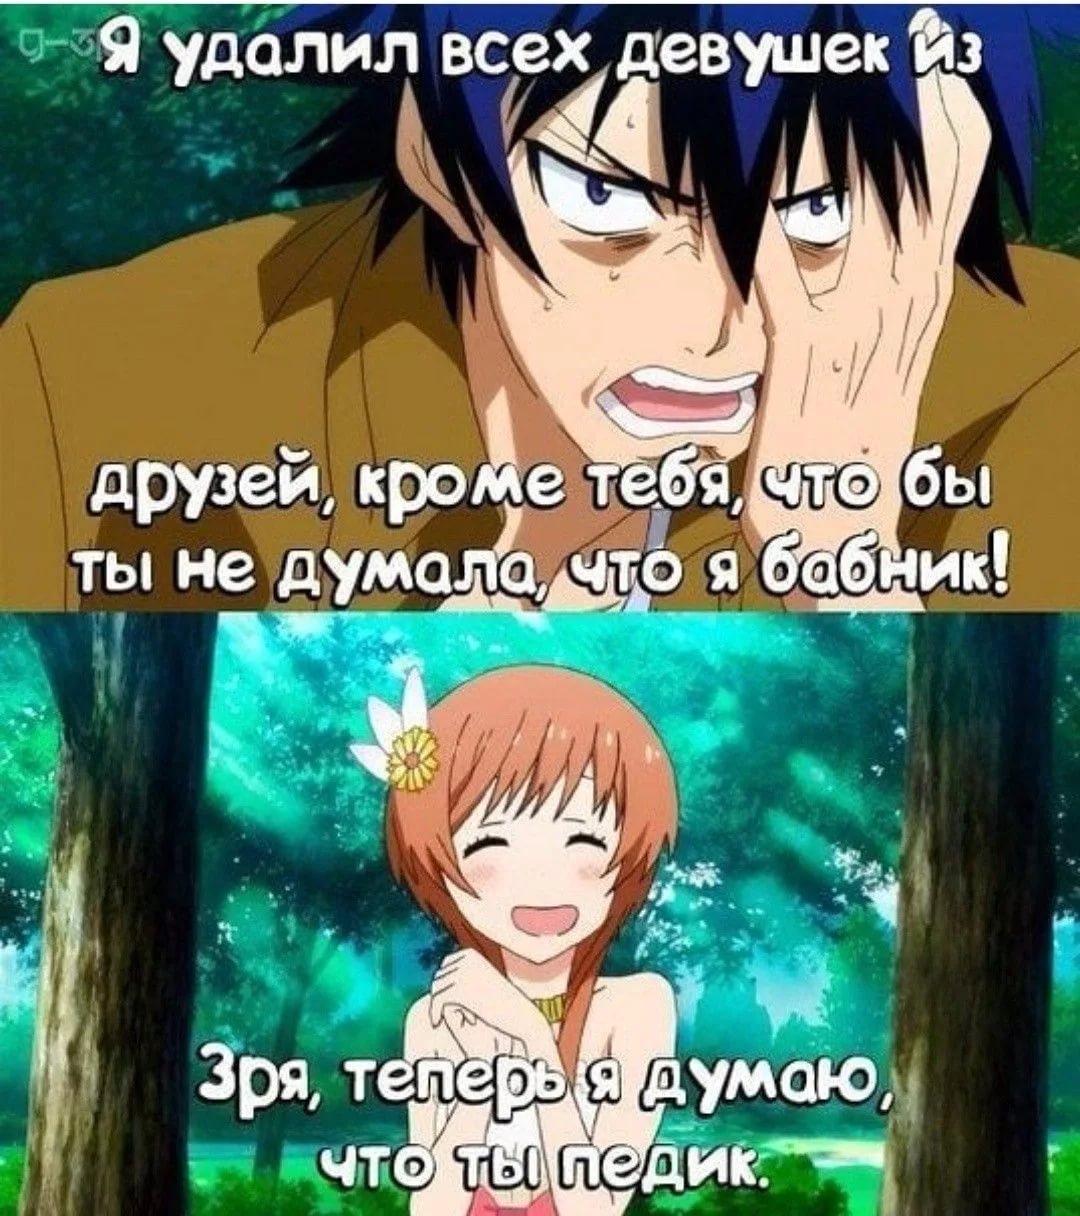 Я удалил всех девушек из
друзей, кроме тебя, что бы
ты не думала, что я бабник!
Зря, теперь я думаю,
что ты педик.